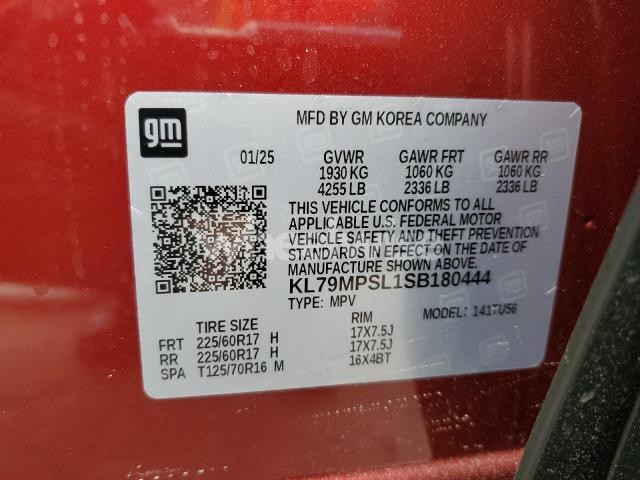 gm
MFD BY GM KOREA COMPANY
01/25 GVWR GAWR FRT GAWR RR
1930 KG 1060 KG 1060 KG
4255 LB 2336 LB 2336 LB
THIS VEHICLE CONFORMS TO ALL
APPLICABLE U.S. FEDERAL MOTOR
VEHICLE SAFETY AND THEFT PREVENTION
STANDARDS IN EFFECT ON THE DATE OF
MANUFACTURE SHOWN ABOVE.
KL79MPSL1SB180444
TYPE: MPV MODEL: 141TU56
TIRE SIZE RIM
FRT 225/60R17 H 17X7.5J
RR 225/60R17 H 17X7.5J
SPA T125/70R16 M 16X4BT